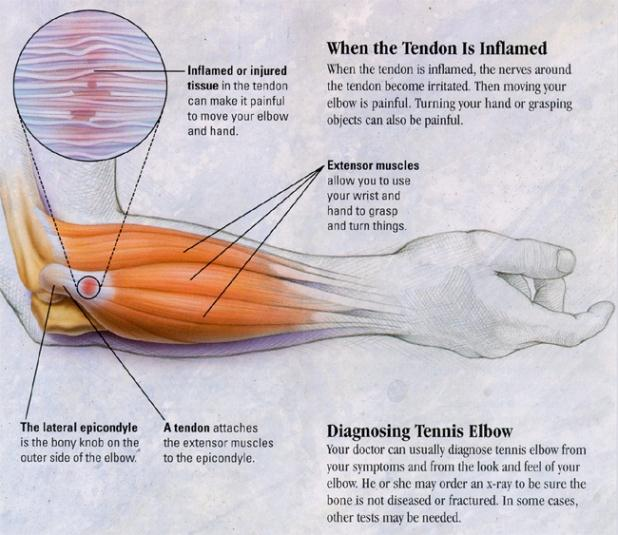 Inflamed or injured
tissue in the tendon
can make it painful
to move your elbow
and hand.
When the Tendon Is Inflamed
When the tendon is inflamed, the nerves around
the tendon become irritated. Then moving your
elbow is painful. Turning your hand or grasping
objects can also be painful.
Extensor muscles
allow you to use
your wrist and
hand to grasp
and turn things.
The lateral epicondyle
is the bony knob on the
outer side of the elbow.
A tendon attaches
the extensor muscles
to the epicondyle.
Diagnosing Tennis Elbow
Your doctor can usually diagnose tennis elbow from
your symptoms and from the look and feel of your
elbow. He or she may order an x-ray to be sure the
bone is not diseased or fractured. In some cases,
other tests may be needed.